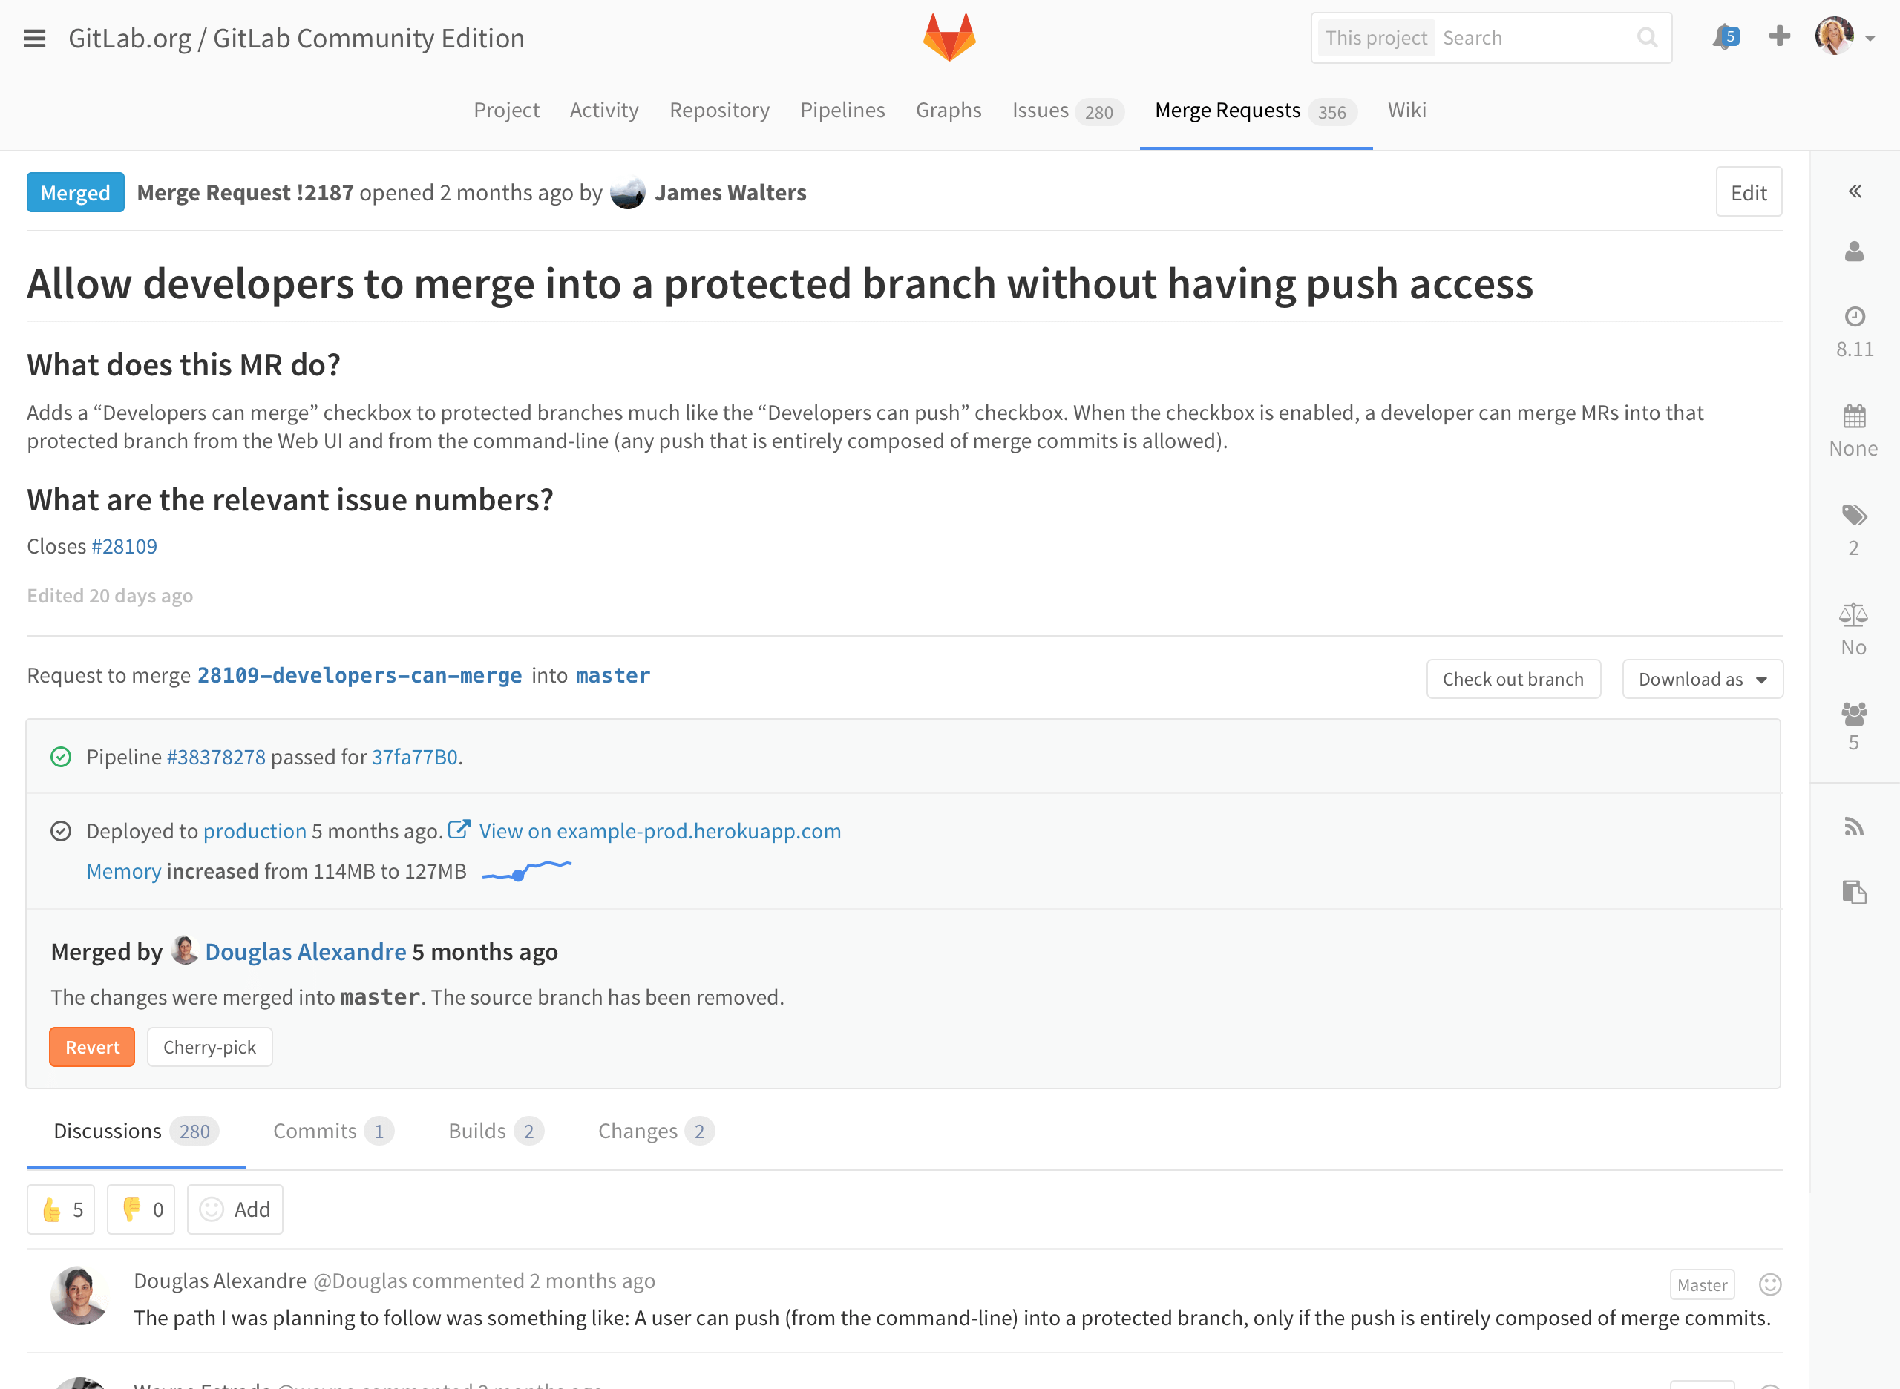 GitLab.org / GitLab Community Edition
This project Search
5
Project Activity Repository Pipelines Graphs Issues 280 Merge Requests 356 Wiki
Merged Merge Request !2187 opened 2 months ago by James Walters
Edit
Allow developers to merge into a protected branch without having push access
What does this MR do?
Adds a “Developers can merge” checkbox to protected branches much like the “Developers can push” checkbox. When the checkbox is enabled, a developer can merge MRs into that
protected branch from the Web UI and from the command-line (any push that is entirely composed of merge commits is allowed).
What are the relevant issue numbers?
Closes #28109
Edited 20 days ago
Request to merge 28109-developers-can-merge into master
Check out branch
Download as
Pipeline #38378278 passed for 37fa77B0.
Deployed to production 5 months ago. View on example-prod.herokuapp.com
Memory increased from 114MB to 127MB
Merged by Douglas Alexandre 5 months ago
The changes were merged into master. The source branch has been removed.
Revert
Cherry-pick
Discussions 280 Commits 1 Builds 2 Changes 2
5
0
Add
Douglas Alexandre @Douglas commented 2 months ago
Master
The path I was planning to follow was something like: A user can push (from the command-line) into a protected branch, only if the push is entirely composed of merge commits.
8.11
None
2
No
5